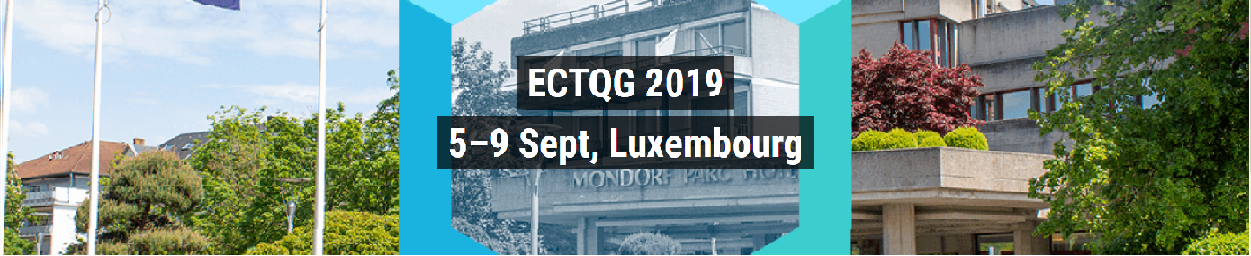 ECTQG 2019
5–9 Sept, Luxembourg
MONDORF PARC HOTEL